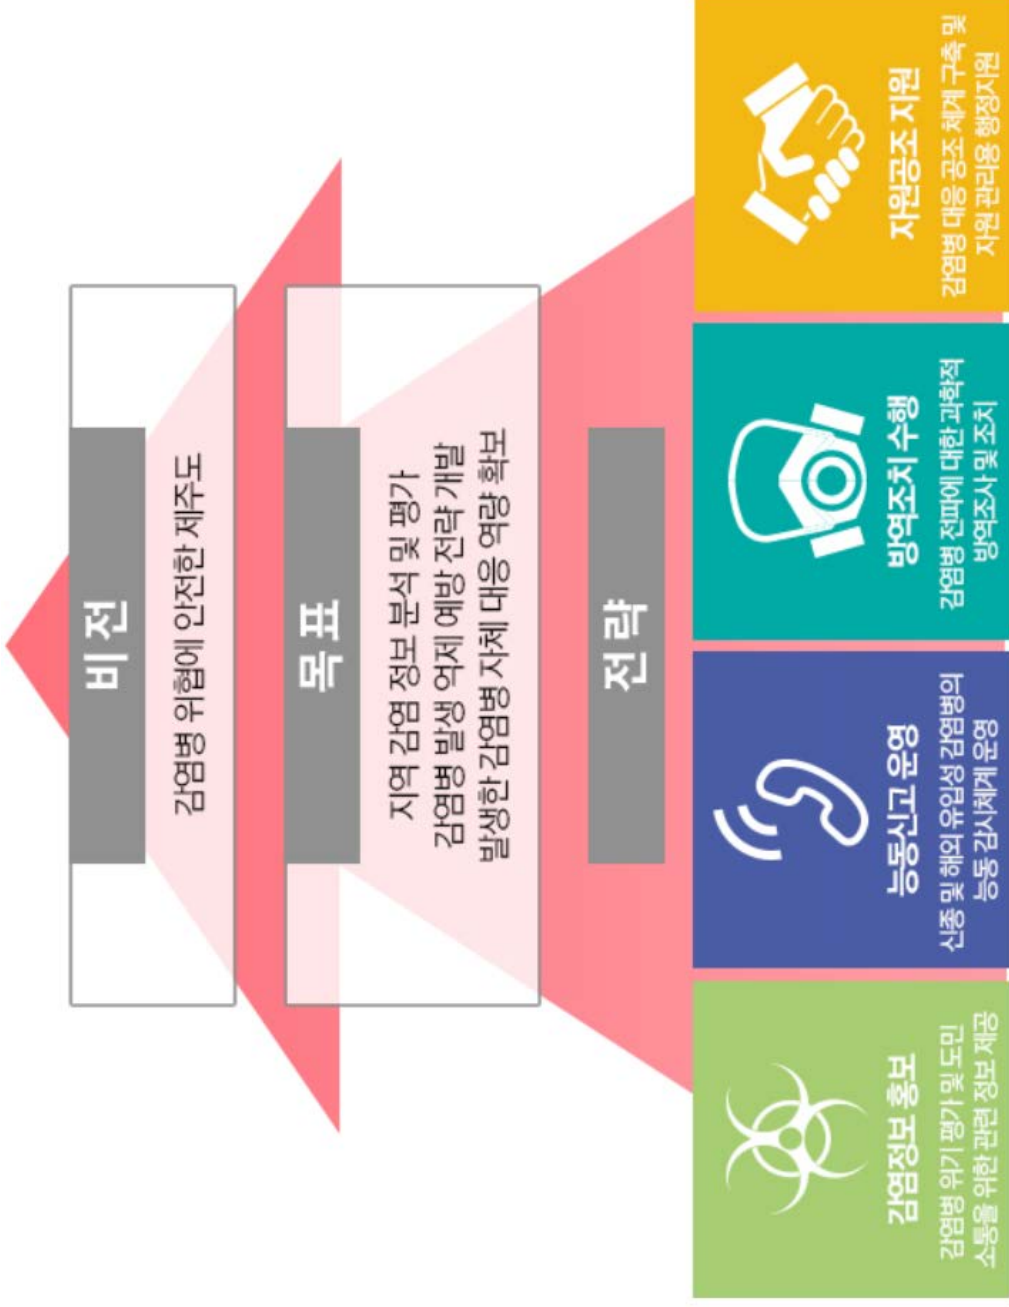 비전
감염병 위협에 안전한 제주도
목표
지역 감염 정보 분석 및 평가
감염병 발생 억제 예방 전략 개발
발생한 감염병 자체 대응 역량 확보
전략
감염정보 홍보
감염병 위기 평가 및 도민
소통을 위한 관련 정보 제공
능동신고 운영
신종 및 해외 유입성 감염병의
능동 감시체계 운영
방역조치 수행
감염병 전파에 대한 과학적
방역조사 및 조치
자원공조 지원
감염병 대응 공조 체계 구축 및
자원 관리용 행정지원